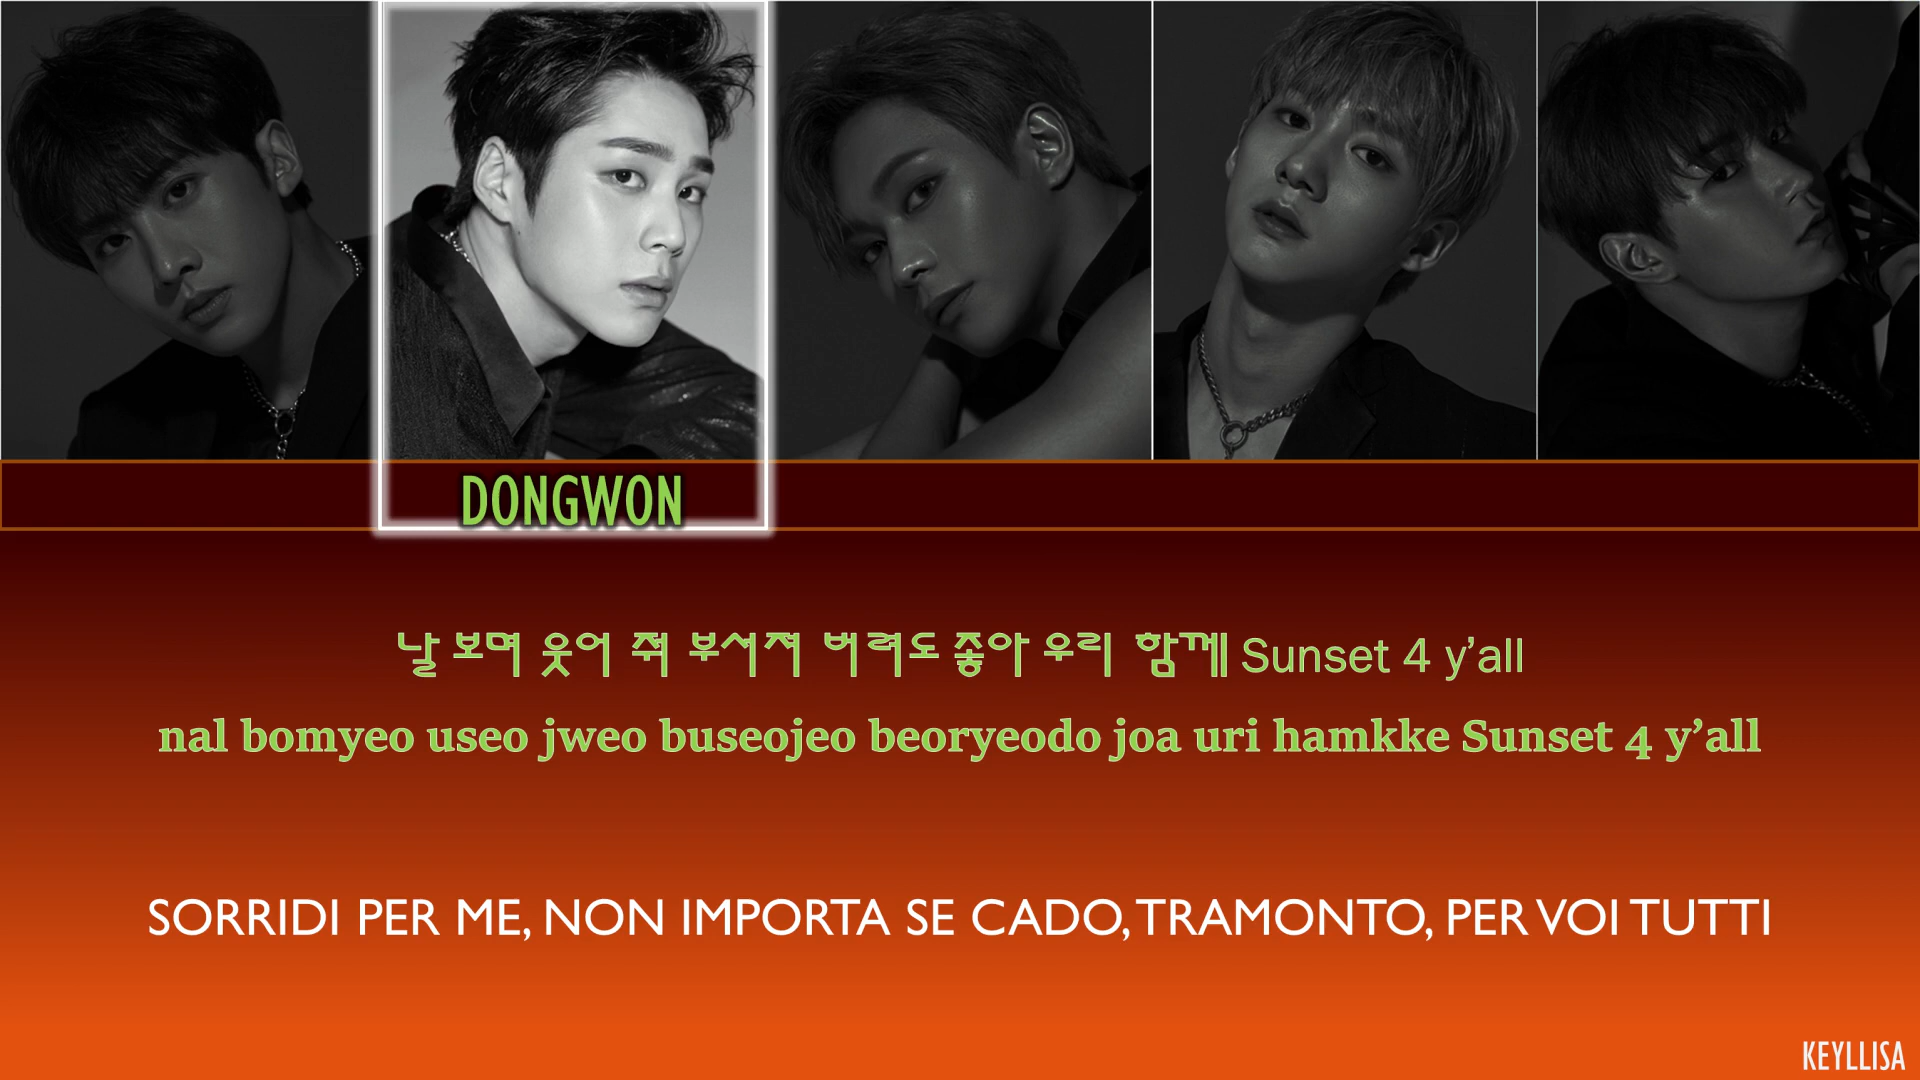 DONGWON
날 보며 웃어 줘 부서져 버려도 좋아 우리 함께 Sunset 4 y’all
nal bomyeo useo jweo buseojeo beoryeodo joa uri hamkke Sunset 4 y’all
SORRIDI PER ME, NON IMPORTA SE CADO, TRAMONTO, PER VOI TUTTI
KEYLLISA